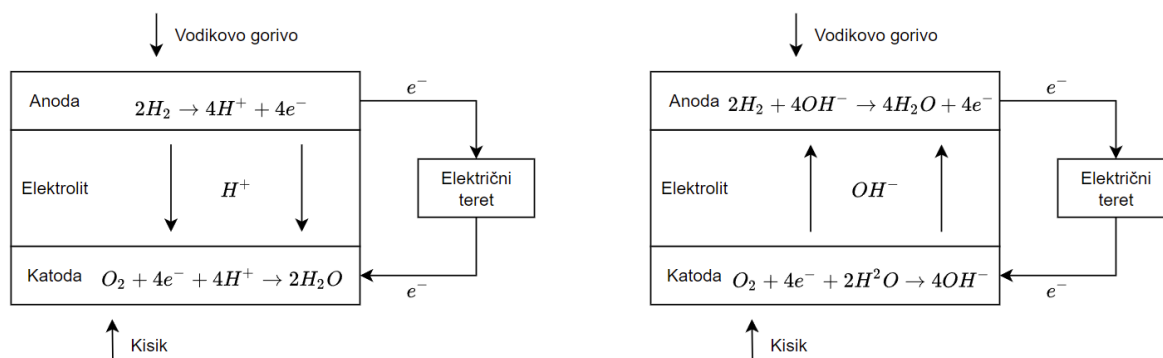 Vodikovo gorivo
Anoda 2H₂ → 4H⁺ + 4e⁻
e⁻
Elektrolit H⁺
Električni
teret
Katoda O₂ + 4e⁻ + 4H⁺ → 2H₂O
e⁻
Kisik
Vodikovo gorivo
Anoda 2H₂ + 4OH⁻ → 4H₂O + 4e⁻
e⁻
Elektrolit OH⁻
Električni
teret
Katoda O₂ + 4e⁻ + 2H²O → 4OH⁻
e⁻
Kisik